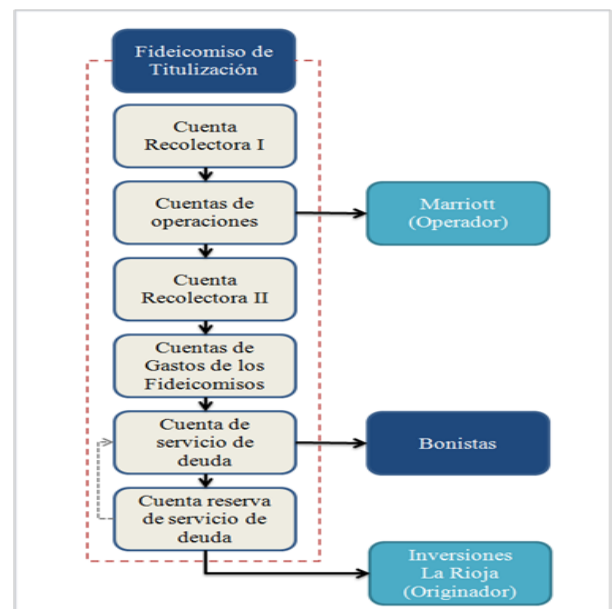 Fideicomiso de
Titulización
Cuenta
Recolectora I
Cuentas de
operaciones
Marriott
(Operador)
Cuenta
Recolectora II
Cuentas de
Gastos de los
Fideicomisos
Cuenta de
servicio de
deuda
Bonistas
Cuenta reserva
de servicio de
deuda
Inversiones
La Rioja
(Originador)